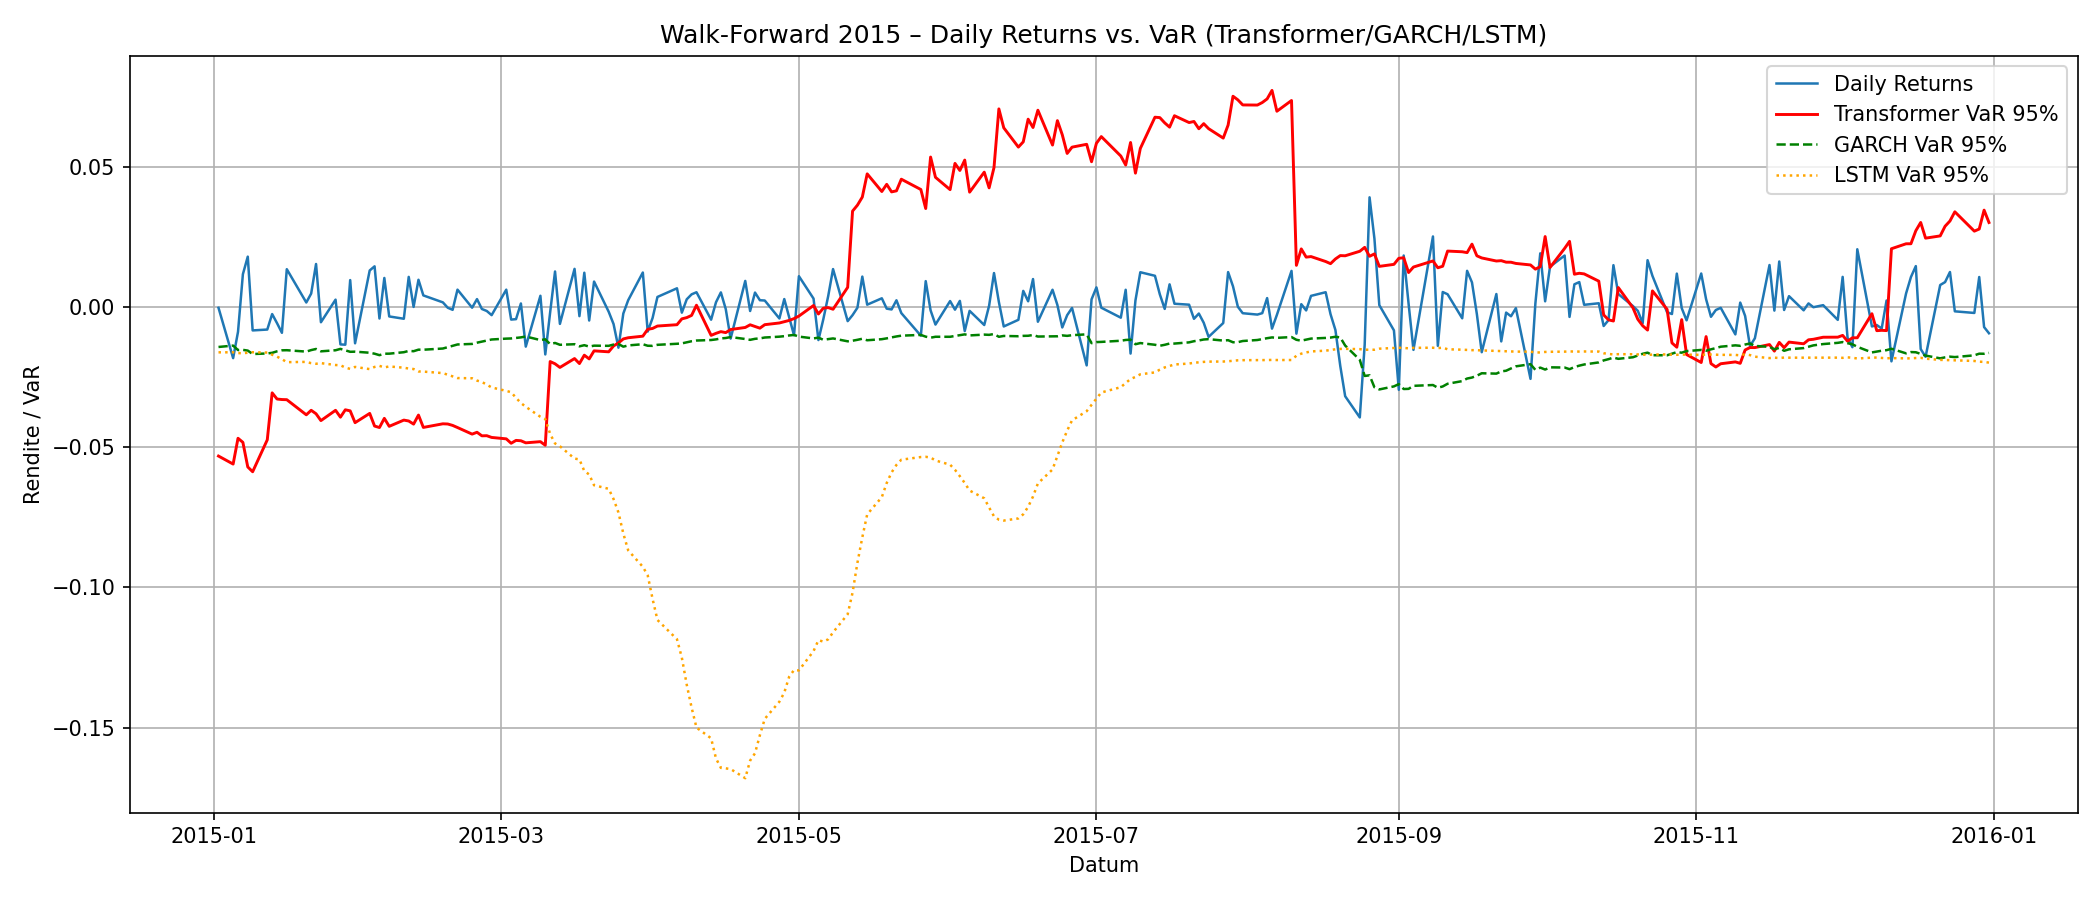 Walk-Forward 2015 – Daily Returns vs. VaR (Transformer/GARCH/LSTM)
Daily Returns
Transformer VaR 95%
GARCH VaR 95%
LSTM VaR 95%
Rendite / VaR
0.05
0.00
−0.05
−0.10
−0.15
2015-01
2015-03
2015-05
2015-07
2015-09
2015-11
2016-01
Datum